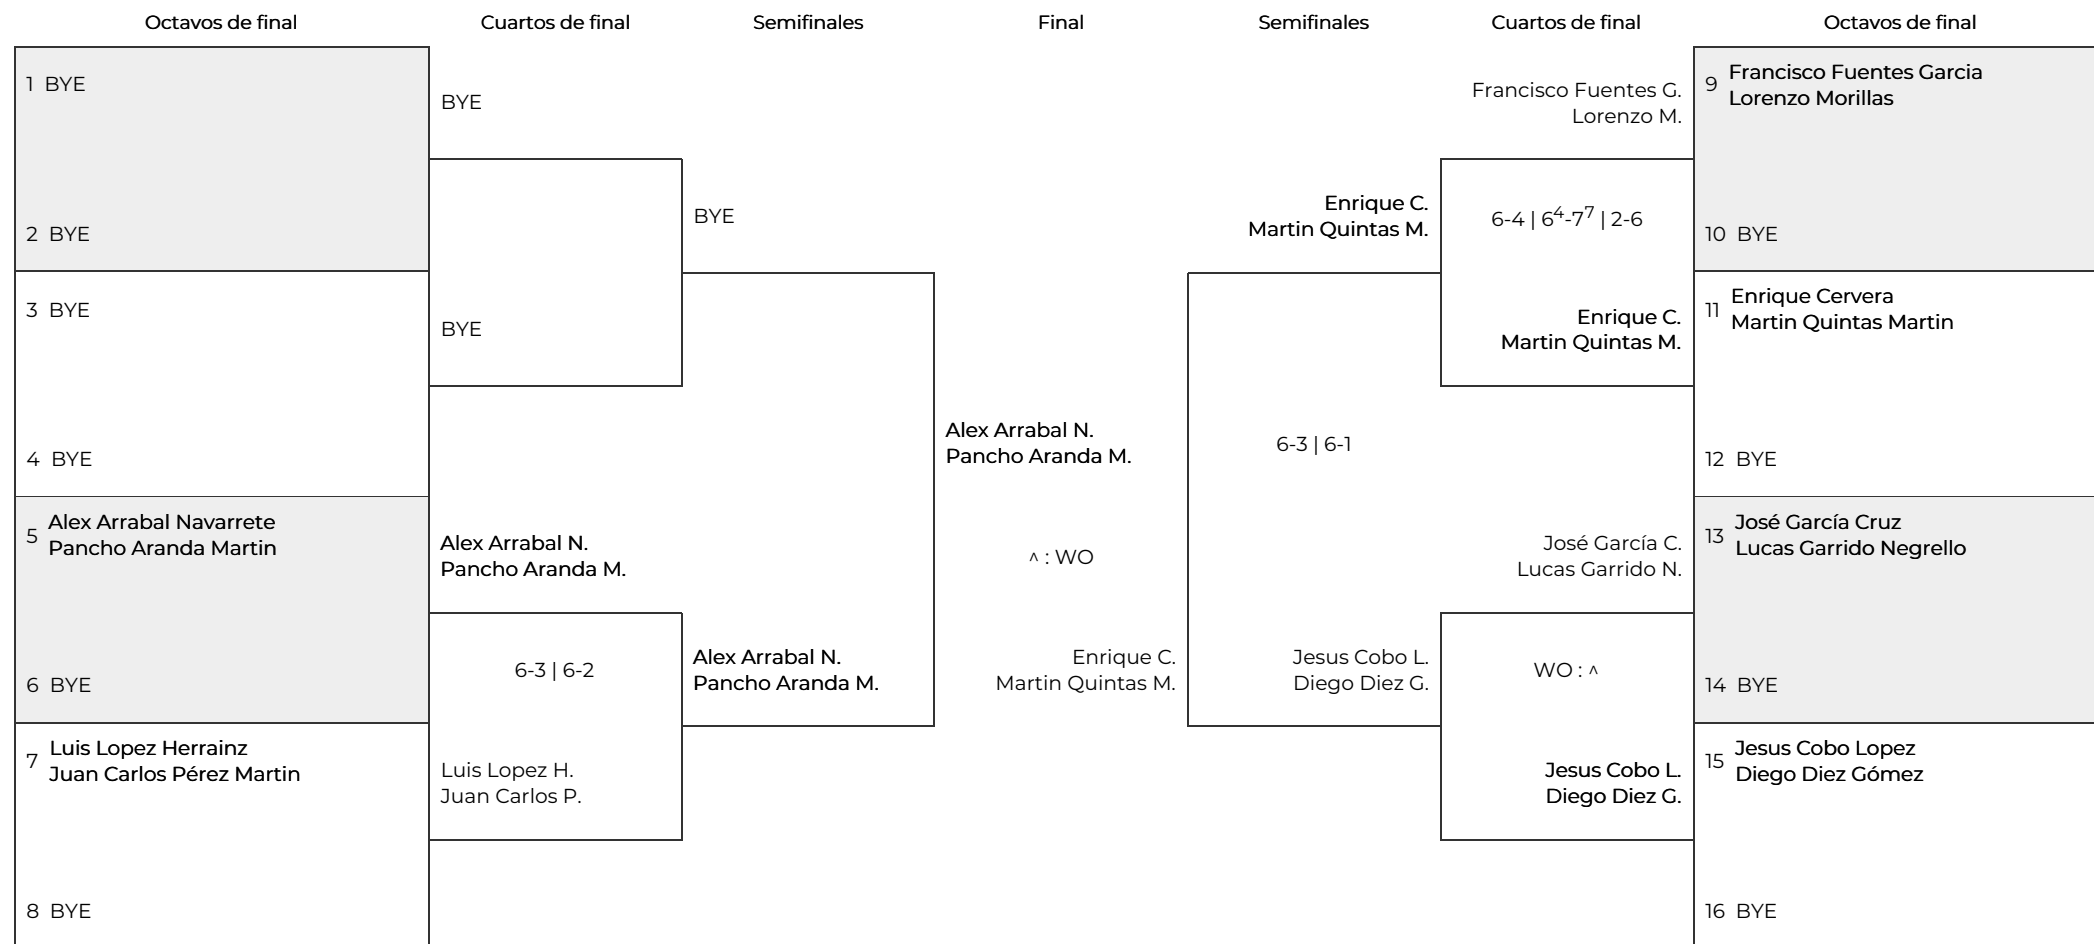 Octavos de final
Cuartos de final
Semifinales
Final
Semifinales
Cuartos de final
Octavos de final
1 BYE
2 BYE
3 BYE
4 BYE
5 Alex Arrabal Navarrete
Pancho Aranda Martin
6 BYE
7 Luis Lopez Herrainz
Juan Carlos Pérez Martin
8 BYE
BYE
BYE
Alex Arrabal N.
Pancho Aranda M.
6-3 | 6-2
Luis Lopez H.
Juan Carlos P.
BYE
Alex Arrabal N.
Pancho Aranda M.
Alex Arrabal N.
Pancho Aranda M.
^ : WO
Enrique C.
Martin Quintas M.
Enrique C.
Martin Quintas M.
6-3 | 6-1
Jesus Cobo L.
Diego Diez G.
Francisco Fuentes G.
Lorenzo M.
6-4 | 6⁴-7⁷ | 2-6
Enrique C.
Martin Quintas M.
José García C.
Lucas Garrido N.
WO : ^
Jesus Cobo L.
Diego Diez G.
9 Francisco Fuentes Garcia
Lorenzo Morillas
10 BYE
11 Enrique Cervera
Martin Quintas Martin
12 BYE
13 José García Cruz
Lucas Garrido Negrello
14 BYE
15 Jesus Cobo Lopez
Diego Diez Gómez
16 BYE